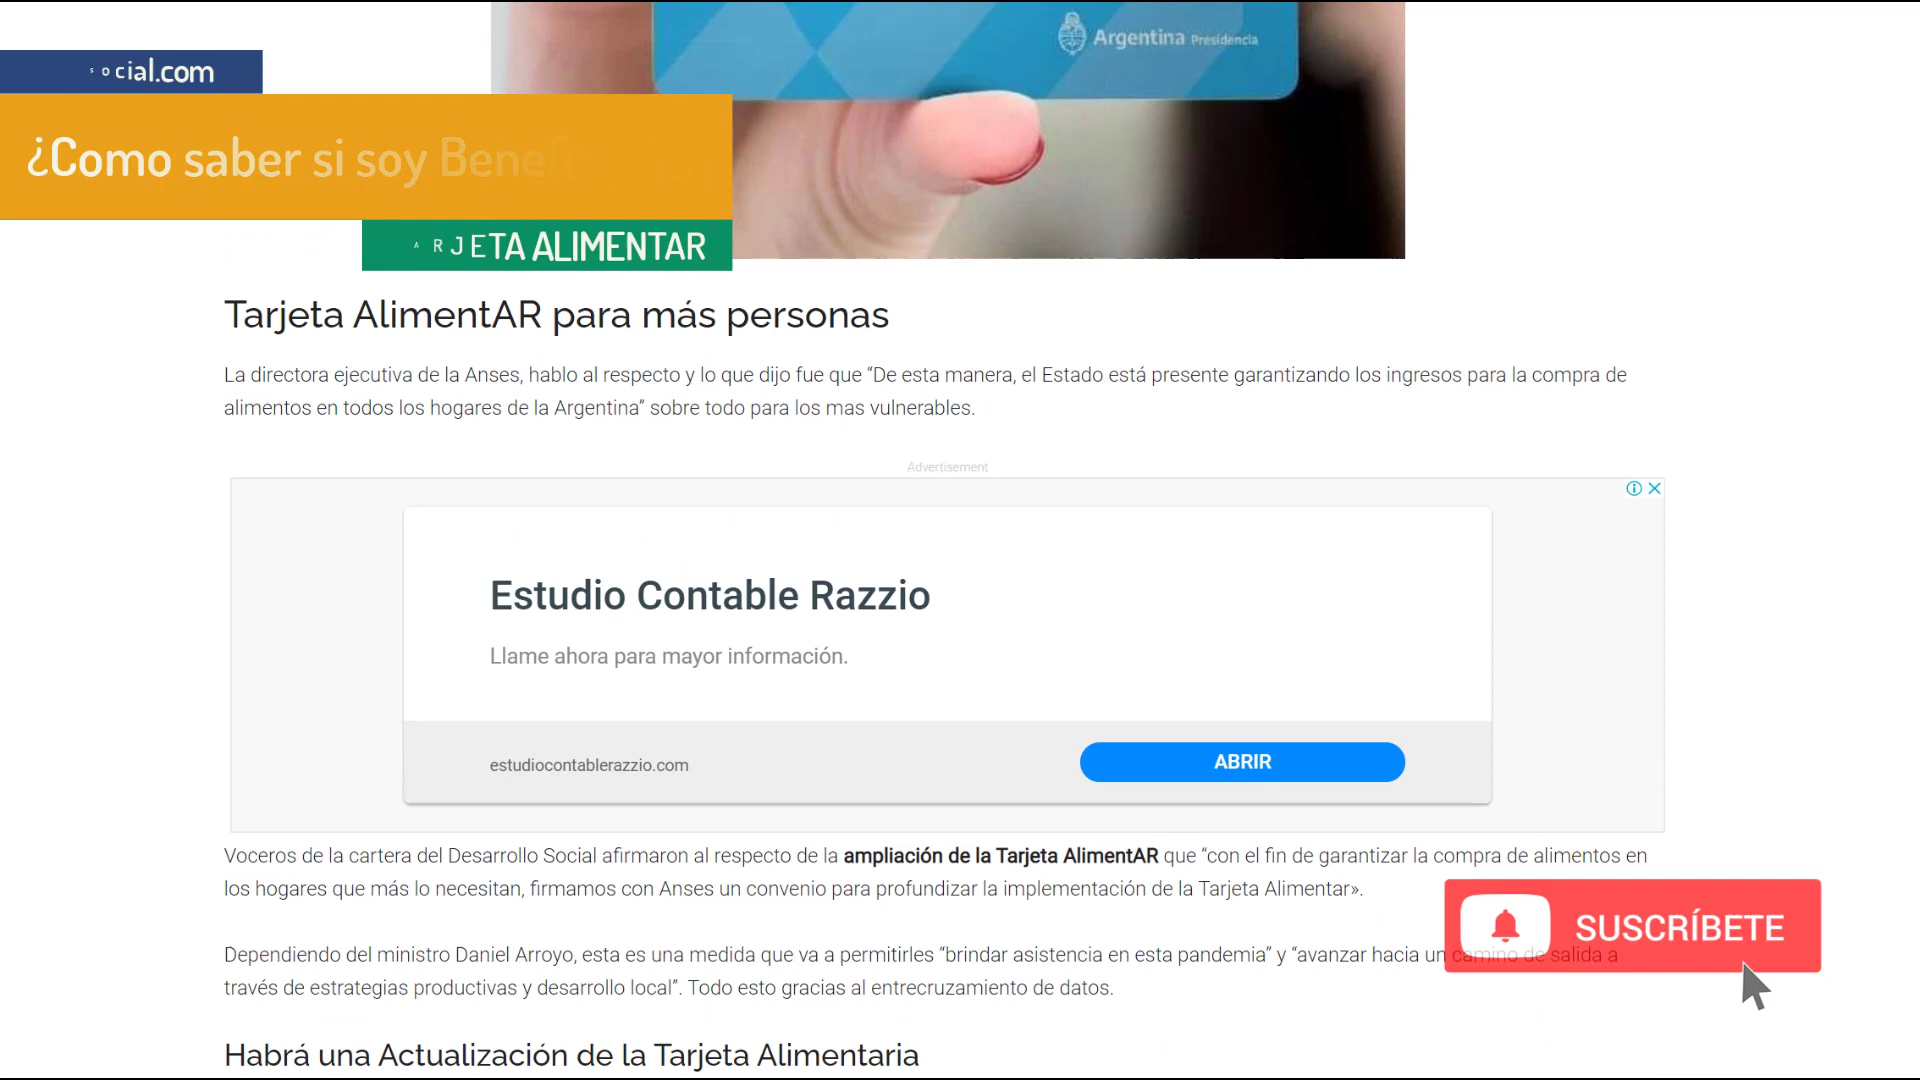 Argentina Presidencia
social.com
¿Como saber si soy
ARJETA ALIMENTAR
Tarjeta AlimentAR para más personas
La directora ejecutiva de la Anses, hablo al respecto y lo que dijo fue que “De esta manera, el Estado está presente garantizando los ingresos para la compra de
alimentos en todos los hogares de la Argentina” sobre todo para los mas vulnerables.
Advertisement
Estudio Contable Razzio
Llame ahora para mayor información.
estudiocontablerazzio.com
ABRIR
Voceros de la cartera del Desarrollo Social afirmaron al respecto de la ampliación de la Tarjeta AlimentAR que “con el fin de garantizar la compra de alimentos en
los hogares que más lo necesitan, firmamos con Anses un convenio para profundizar la implementación de la Tarjeta Alimentar».
SUSCRÍBETE
Dependiendo del ministro Daniel Arroyo, esta es una medida que va a permitirles “brindar asistencia en esta pandemia” y “avanzar hacia un camino de salida a
través de estrategias productivas y desarrollo local”. Todo esto gracias al entrecruzamiento de datos.
Habrá una Actualización de la Tarjeta Alimentaria